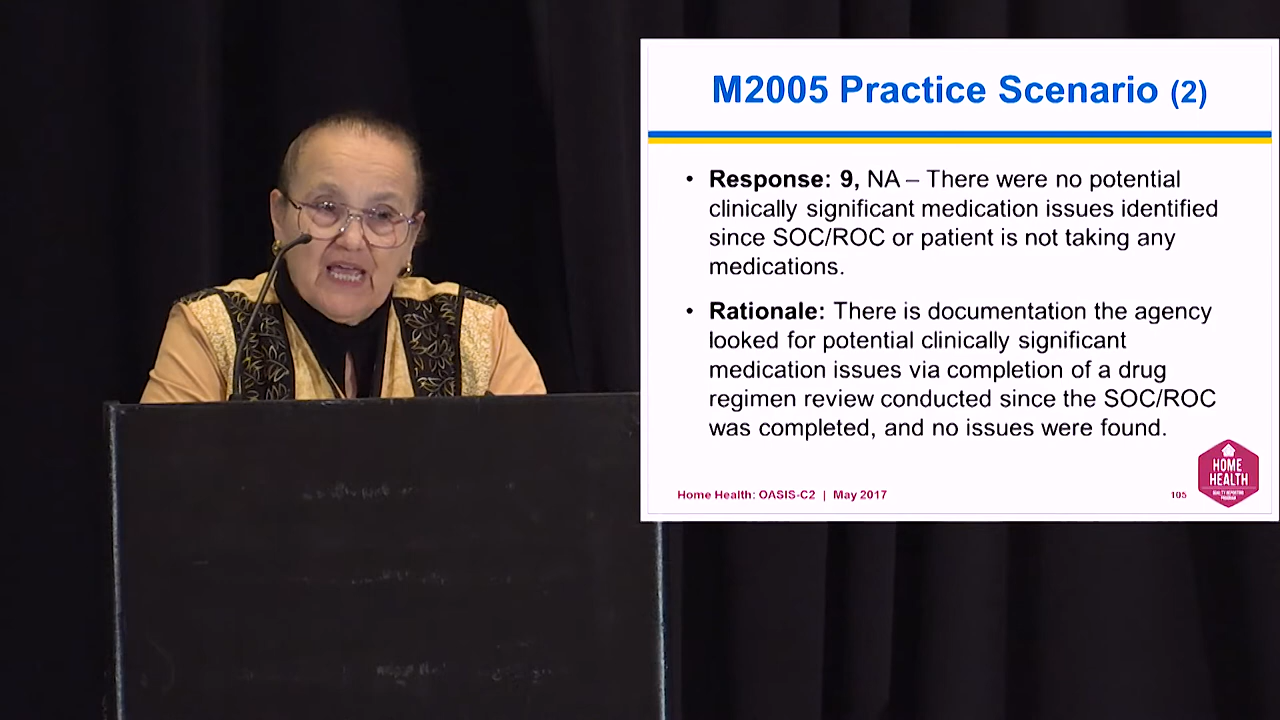 M2005 Practice Scenario (2)
• Response: 9, NA – There were no potential
clinically significant medication issues identified
since SOC/ROC or patient is not taking any
medications.
• Rationale: There is documentation the agency
looked for potential clinically significant
medication issues via completion of a drug
regimen review conducted since the SOC/ROC
was completed, and no issues were found.
HOME
HEALTH
QUALITY REPORTING
PROGRAM
Home Health: OASIS-C2 | May 2017
105